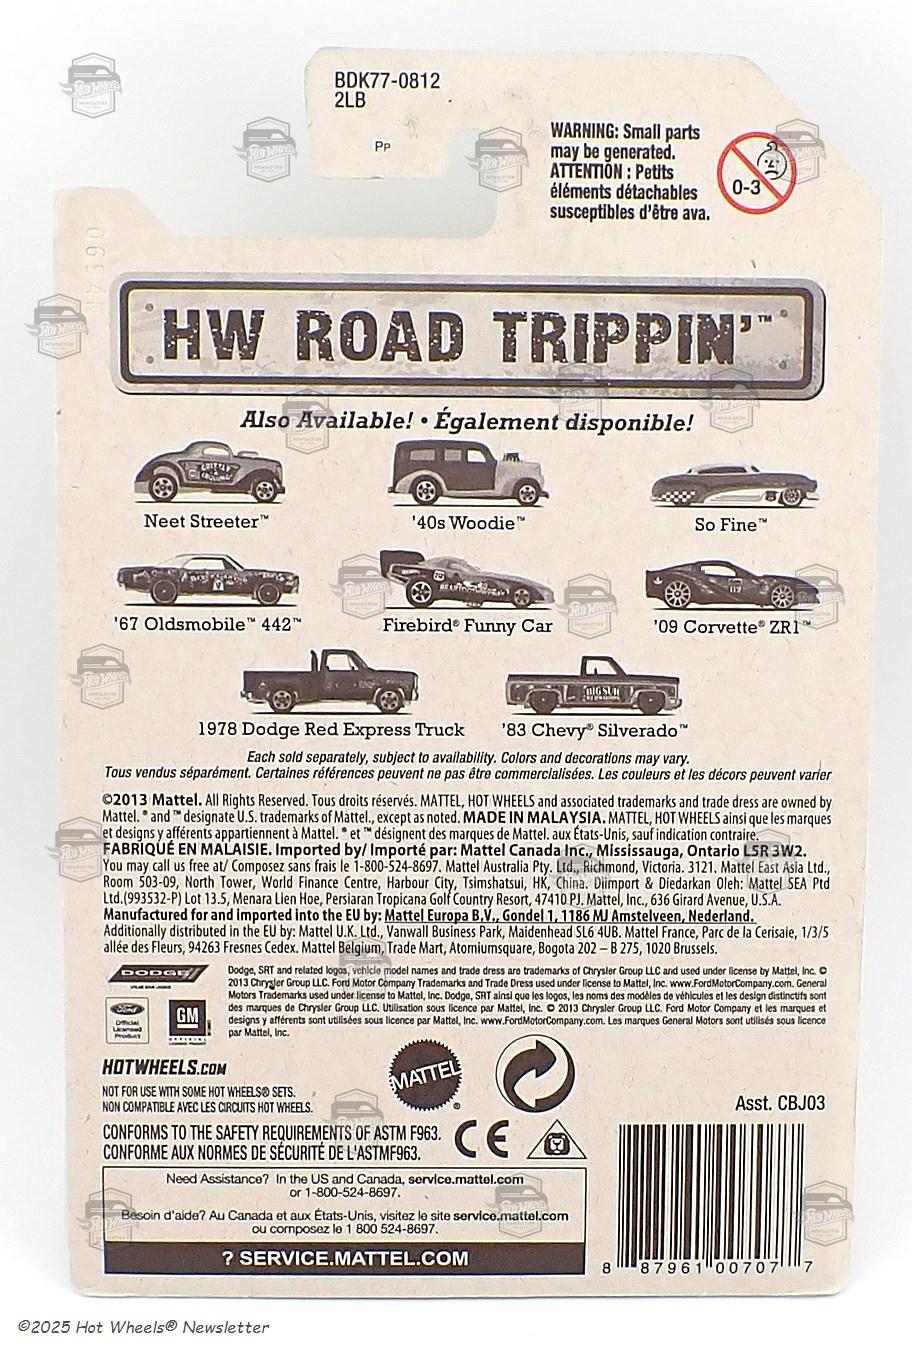 BDK77-0812
2LB
PP
WARNING: Small parts
may be generated.
ATTENTION : Petits
éléments détachables
susceptibles d'être ava.
0-3
HW ROAD TRIPPIN'™
Also Available! • Également disponible!
Neet Streeter™
'40s Woodie™
So Fine™
'67 Oldsmobile™ 442™
Firebird® Funny Car
'09 Corvette® ZR1™
1978 Dodge Red Express Truck
'83 Chevy® Silverado™
Each sold separately, subject to availability. Colors and decorations may vary.
Tous vendus séparément. Certaines références peuvent ne pas être commercialisées. Les couleurs et les décors peuvent varier
©2013 Mattel. All Rights Reserved. Tous droits réservés. MATTEL, HOT WHEELS and associated trademarks and trade dress are owned by
Mattel. ® and ™ designate U.S. trademarks of Mattel., except as noted. MADE IN MALAYSIA. MATTEL, HOT WHEELS ainsi que les marques
et designs y afférents appartiennent à Mattel. ® et ™ désignent des marques de Mattel. aux États-Unis, sauf indication contraire.
FABRIQUÉ EN MALAISIE. Imported by/ Importé par: Mattel Canada Inc., Mississauga, Ontario L5R 3W2.
You may call us free at/ Composez sans frais le 1-800-524-8697. Mattel Australia Pty. Ltd., Richmond, Victoria. 3121. Mattel East Asia Ltd.,
Room 503-09, North Tower, World Finance Centre, Harbour City, Tsimshatsui, HK, China. Diimport & Diedarkan Oleh: Mattel SEA Ptd
Ltd.(993532-P) Lot 13.5, Menara Lien Hoe, Persiaran Tropicana Golf Country Resort, 47410 PJ. Mattel, Inc., 636 Girard Avenue, U.S.A.
Manufactured for and imported into the EU by: Mattel Europa B.V., Gondel 1, 1186 MJ Amstelveen, Nederland.
Additionally distributed in the EU by: Mattel U.K. Ltd., Vanwall Business Park, Maidenhead SL6 4UB. Mattel France, Parc de la Cerisaie, 1/3/5
allée des Fleurs, 94263 Fresnes Cedex. Mattel Belgium, Trade Mart, Atomiumsquare, Bogota 202 – B 275, 1020 Brussels.
DODGE
Dodge, SRT and related logos, vehicle model names and trade dress are trademarks of Chrysler Group LLC and used under license by Mattel, Inc. ©
2013 Chrysler Group LLC. Ford Motor Company Trademarks and Trade Dress used under license to Mattel, Inc. www.FordMotorCompany.com. General
Motors Trademarks used under license to Mattel, Inc. Dodge, SRT ainsi que les logos, les noms des modèles de véhicules et les design distinctifs sont
des marques de Chrysler Group LLC. Utilisation sous licence par Mattel, Inc. © 2013 Chrysler Group LLC. Ford Motor Company et les marques et
designs y afférents sont utilisées sous licence par Mattel, Inc. www.FordMotorCompany.com. Les marques General Motors sont utilisés sous licence
par Mattel, Inc.
Ford
Official
Licensed
Product
GM
HOTWHEELS.COM
NOT FOR USE WITH SOME HOT WHEELS® SETS.
NON COMPATIBLE AVEC LES CIRCUITS HOT WHEELS.
MATTEL®
Asst. CBJ03
CONFORMS TO THE SAFETY REQUIREMENTS OF ASTM F963.
CONFORME AUX NORMES DE SÉCURITÉ DE L'ASTMF963.
CE
Need Assistance? In the US and Canada, service.mattel.com
or 1-800-524-8697.
Besoin d'aide? Au Canada et aux États-Unis, visitez le site service.mattel.com
ou composez le 1 800 524-8697.
? SERVICE.MATTEL.COM
8 87961 00707 7
©2025 Hot Wheels® Newsletter